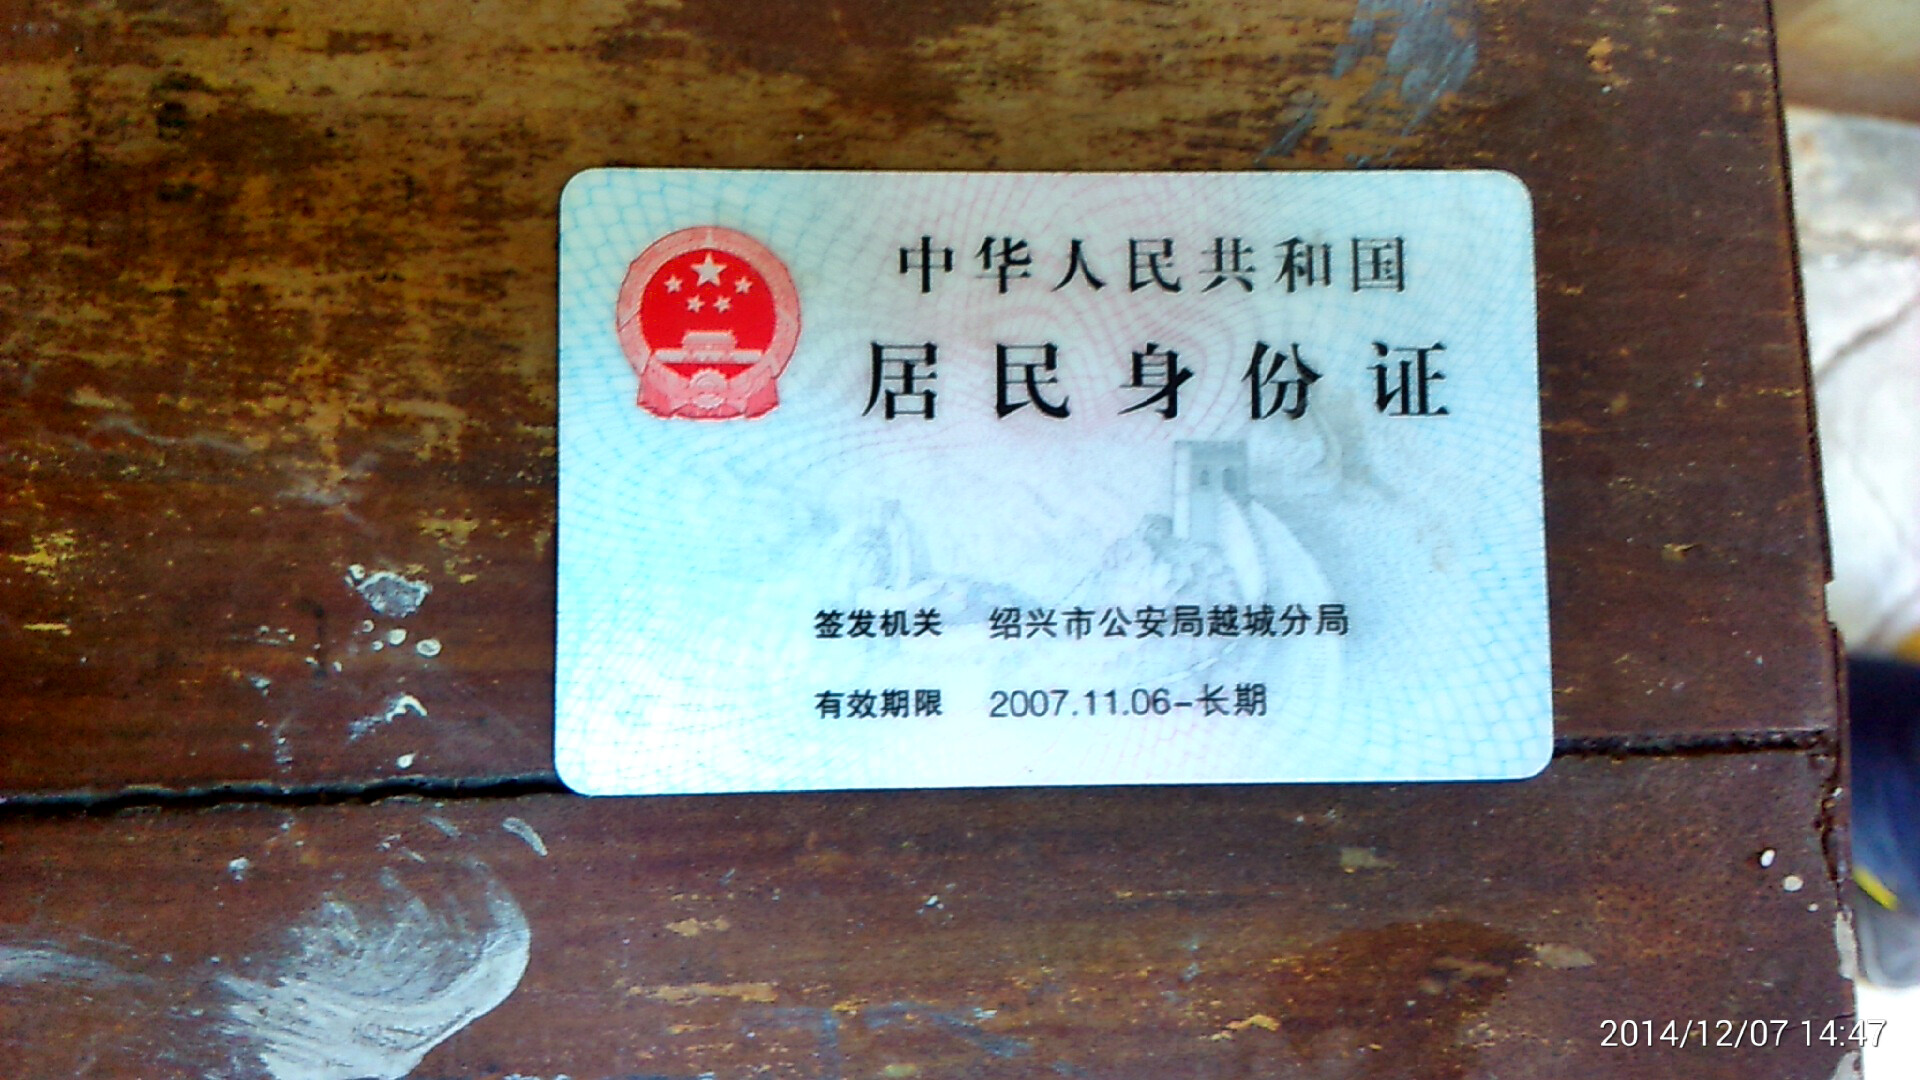 中华人民共和国
居民身份证
签发机关 绍兴市公安局越城分局
有效期限 2007.11.06-长期
2014/12/07 14:47